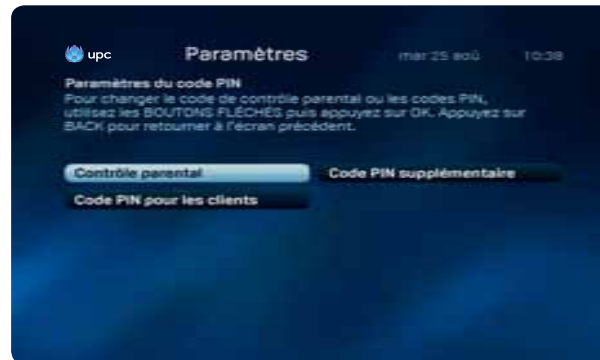 upc Paramètres mar 25 aoû 10:38
Paramètres du code PIN
Pour changer le code de contrôle parental ou les codes PIN,
utilisez les BOUTONS FLÉCHÉS puis appuyez sur OK. Appuyez sur
BACK pour retourner à l'écran précédent.
Contrôle parental Code PIN supplémentaire
Code PIN pour les clients